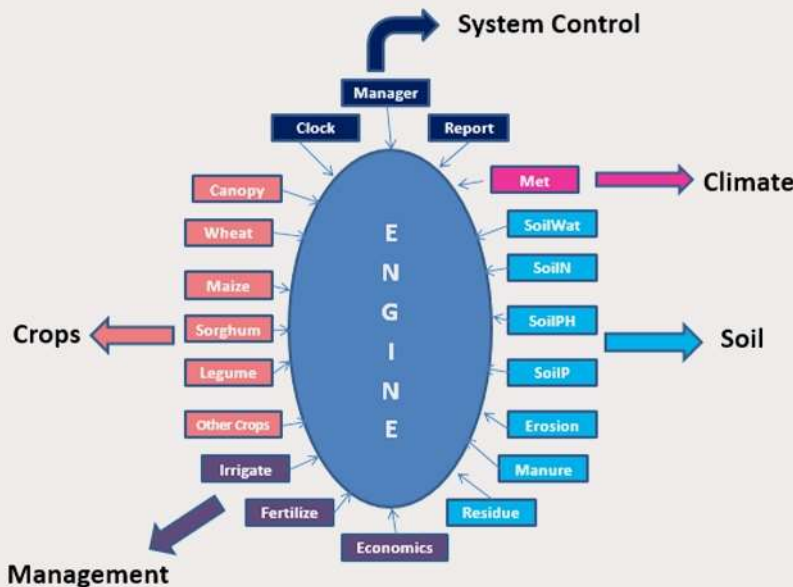 System Control
Manager
Clock
Report
Met
Climate
Canopy
SoilWat
Wheat
SoilN
Maize
SoilPH
Crops
Sorghum
Soil
Legume
SoilP
Other Crops
Erosion
Irrigate
Manure
Fertilize
Residue
Economics
Management
E
N
G
I
N
E